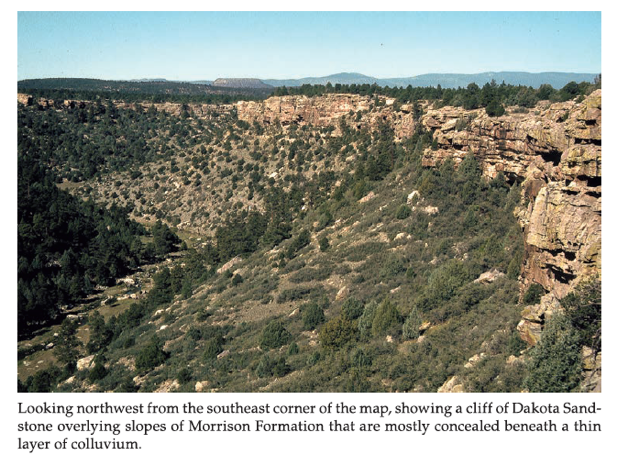 Looking northwest from the southeast corner of the map, showing a cliff of Dakota Sand-
stone overlying slopes of Morrison Formation that are mostly concealed beneath a thin
layer of colluvium.